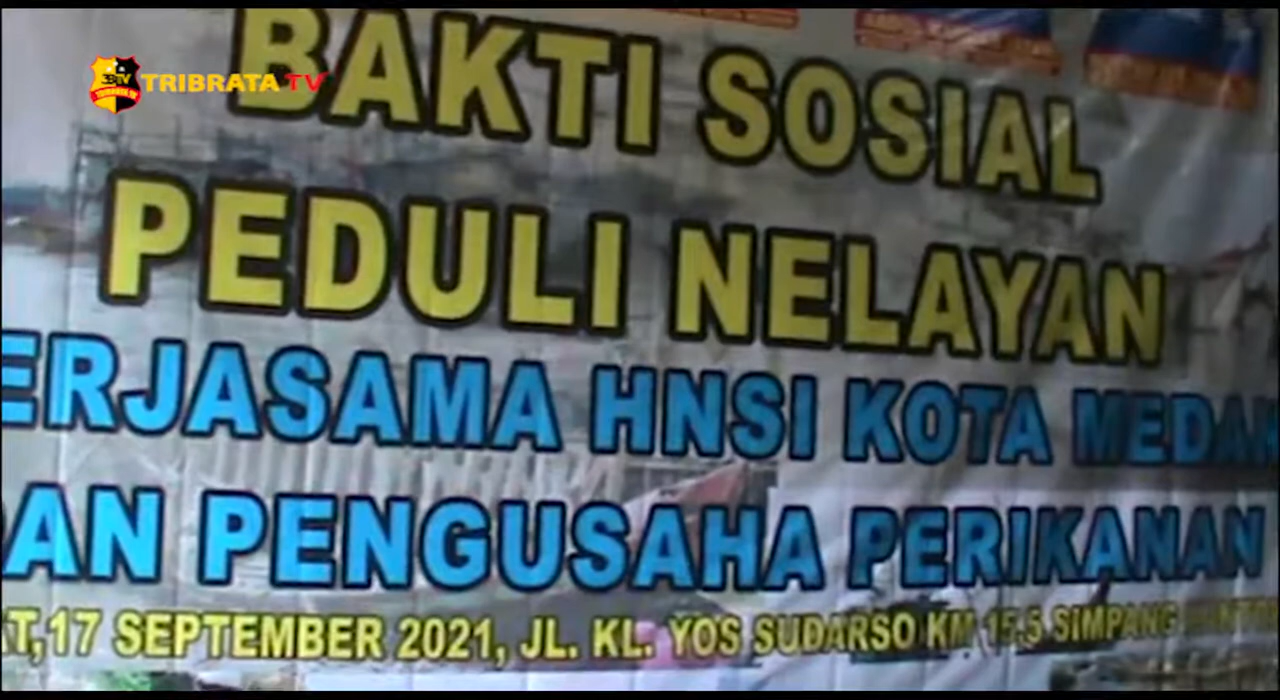 TRIBRATA TV
BAKTI SOSIAL
PEDULI NELAYAN
ERJASAMA HNSI KOTA MEDAN
AN PENGUSAHA PERIKANAN
T, 17 SEPTEMBER 2021, JL. KL. YOS SUDARSO KM 15.5 SIMPANG